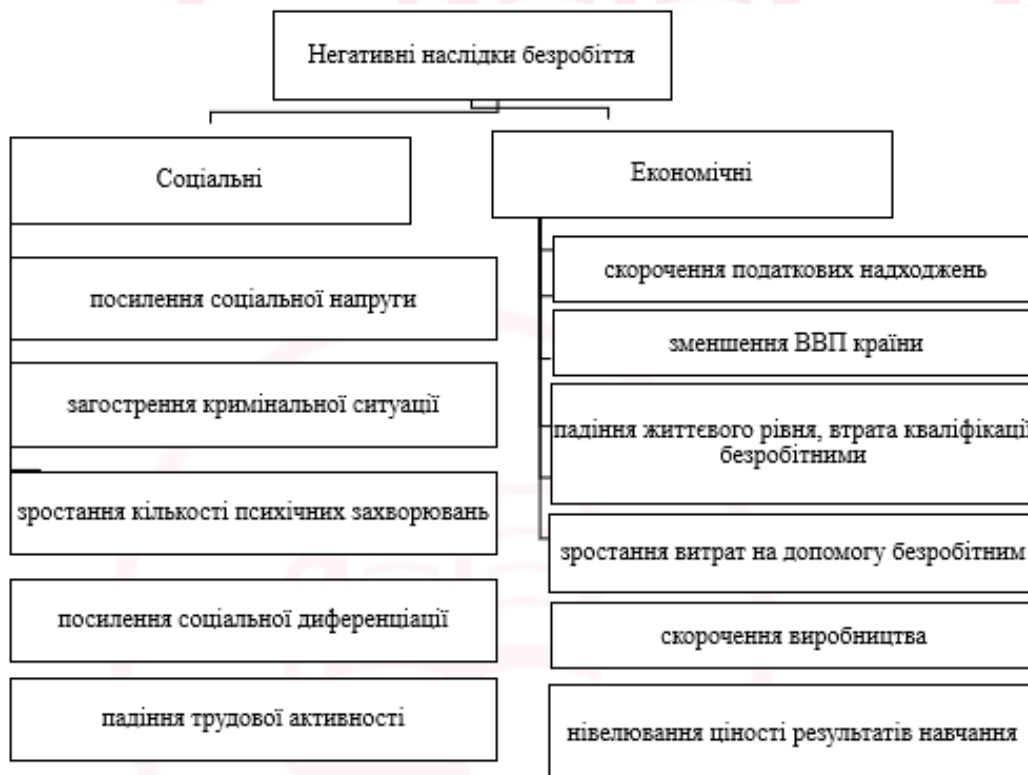 Негативні наслідки безробіття
Соціальні
посилення соціальної напруги
загострення кримінальної ситуації
зростання кількості психічних захворювань
посилення соціальної диференціації
падіння трудової активності
Економічні
скорочення податкових надходжень
зменшення ВВП країни
падіння життєвого рівня, втрата кваліфікації
безробітними
зростання витрат на допомогу безробітним
скорочення виробництва
нівелювання ціності результатів навчання